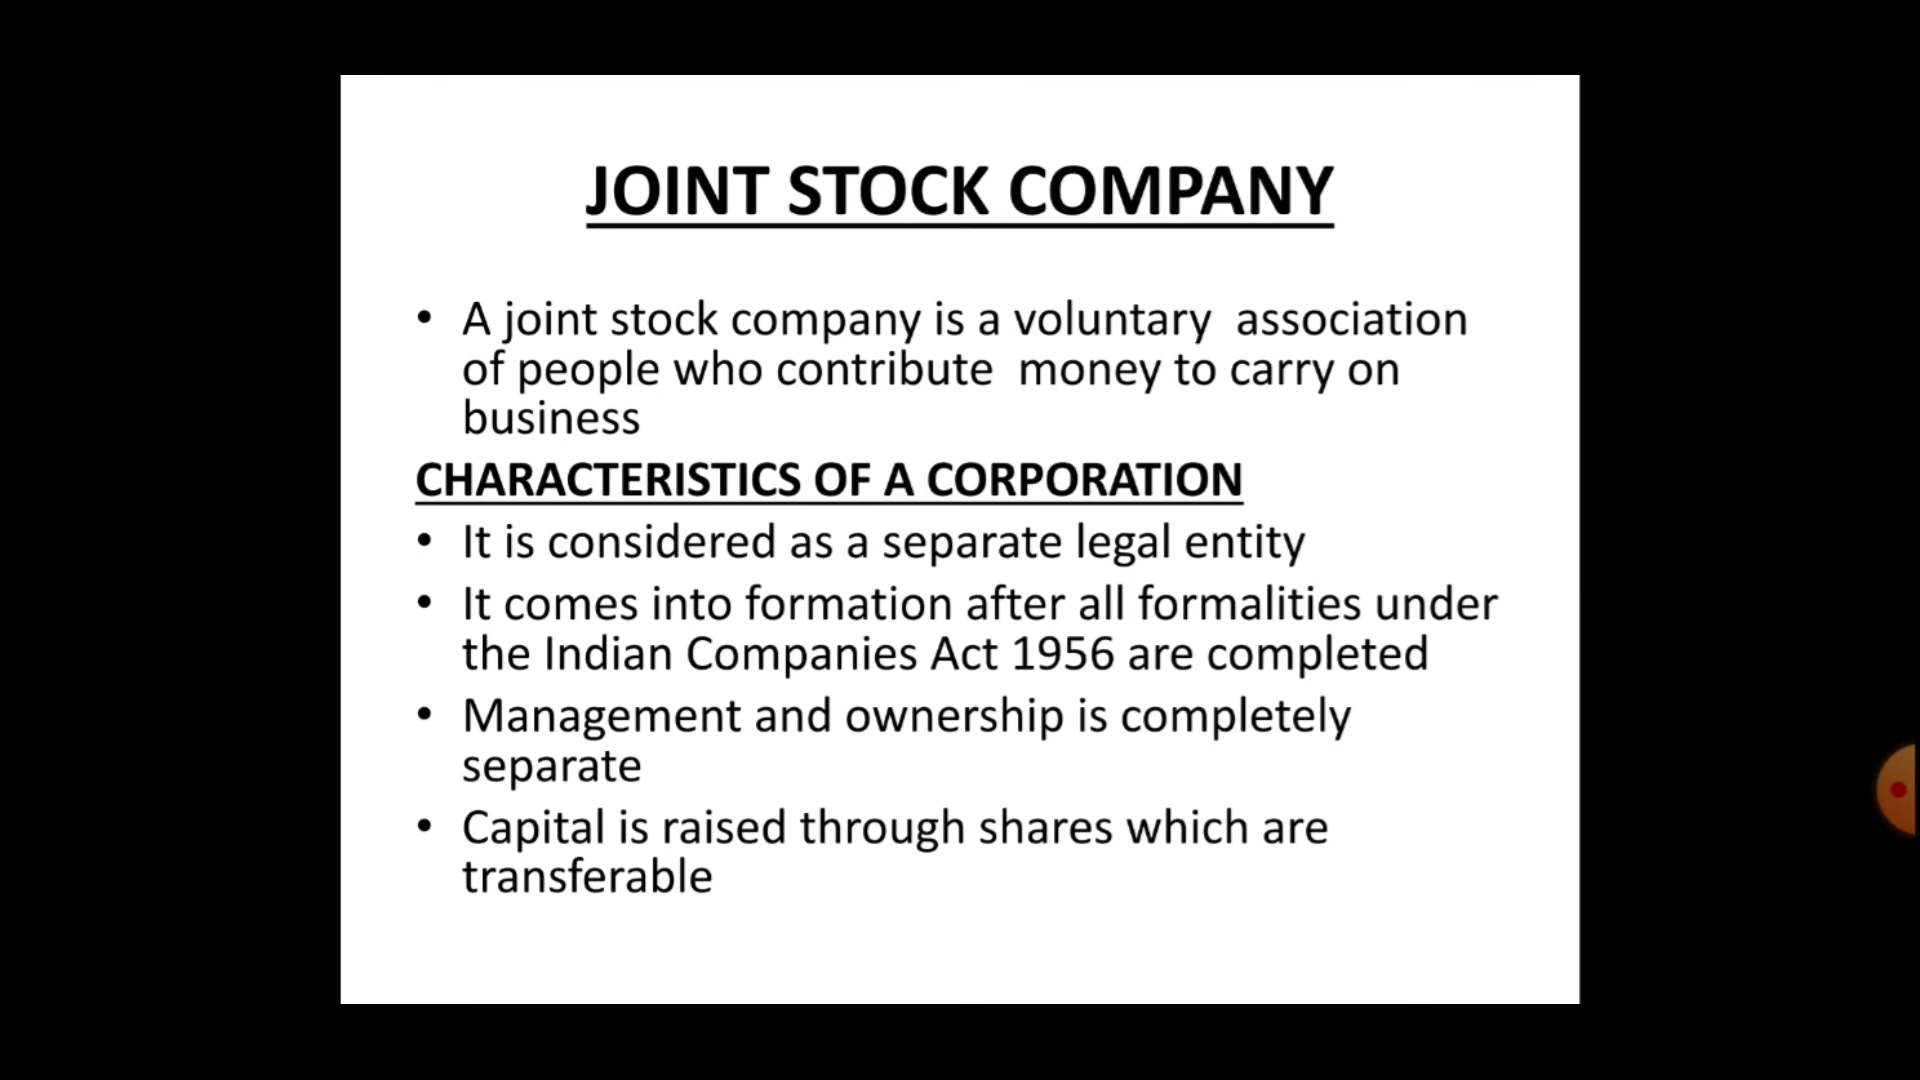 JOINT STOCK COMPANY
• A joint stock company is a voluntary  association
of people who contribute  money to carry on
business
CHARACTERISTICS OF A CORPORATION
• It is considered as a separate legal entity
• It comes into formation after all formalities under
the Indian Companies Act 1956 are completed
• Management and ownership is completely
separate
• Capital is raised through shares which are
transferable